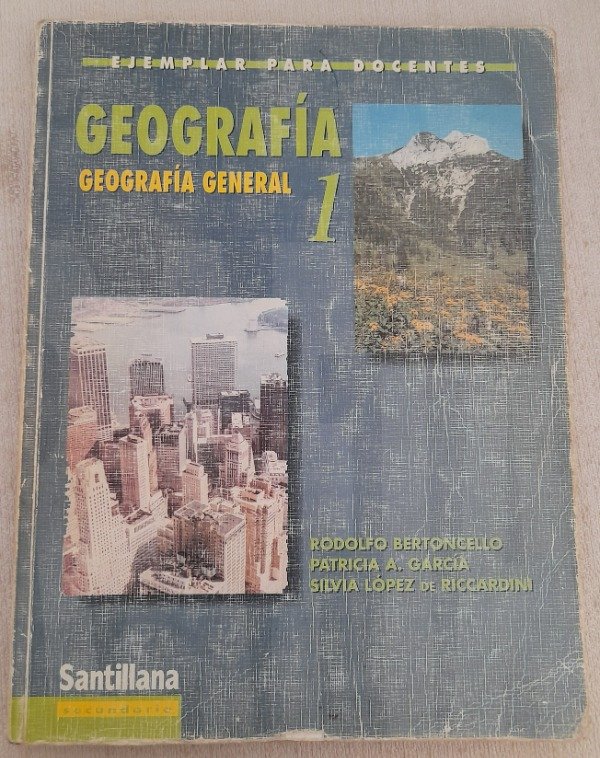 EJEMPLAR PARA DOCENTES
GEOGRAFÍA
GEOGRAFÍA GENERAL 1
RODOLFO BERTONCELLO
PATRICIA A. GARCÍA
SILVIA LÓPEZ DE RICCARDINI
Santillana
secundaria